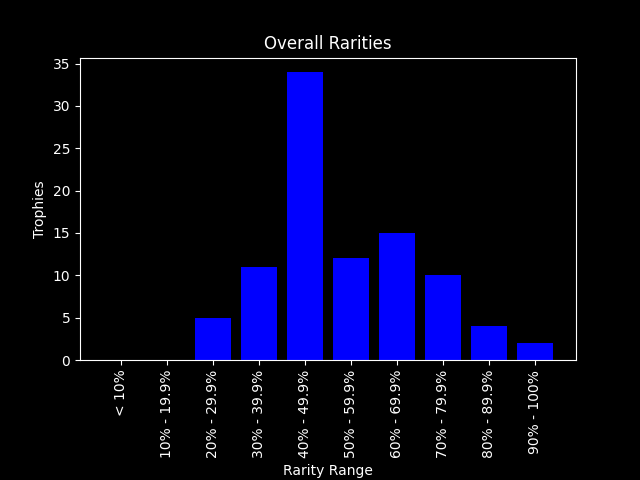 Overall Rarities
Trophies
35
30
25
20
15
10
5
0
< 10%
10% - 19.9%
20% - 29.9%
30% - 39.9%
40% - 49.9%
50% - 59.9%
60% - 69.9%
70% - 79.9%
80% - 89.9%
90% - 100%
Rarity Range